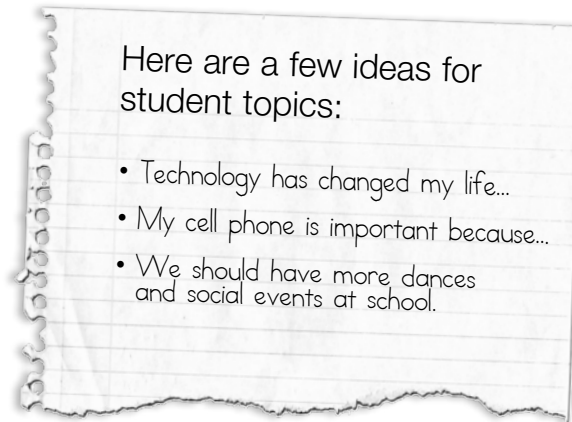 Here are a few ideas for
student topics:
• Technology has changed my life...
• My cell phone is important because...
• We should have more dances
and social events at school.